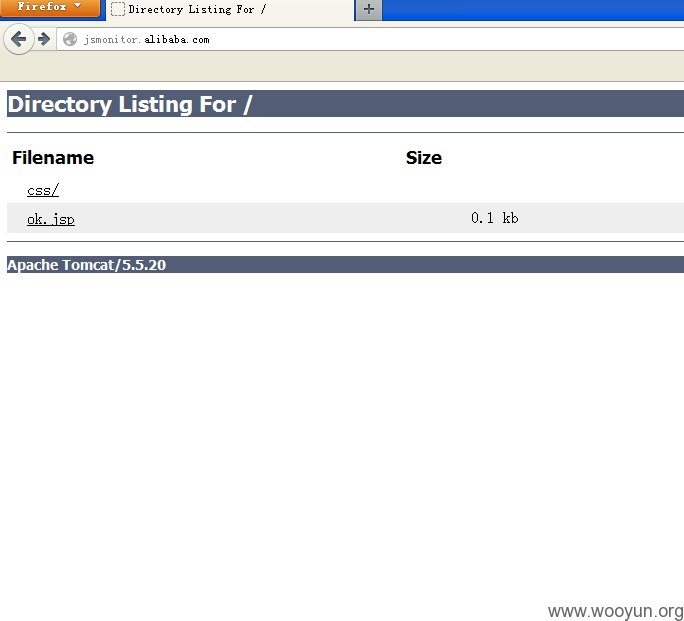 Firefox
Directory Listing For /
jsmonitor.alibaba.com
Directory Listing For /
Filename Size
css/
ok.jsp 0.1 kb
Apache Tomcat/5.5.20
www.wooyun.org